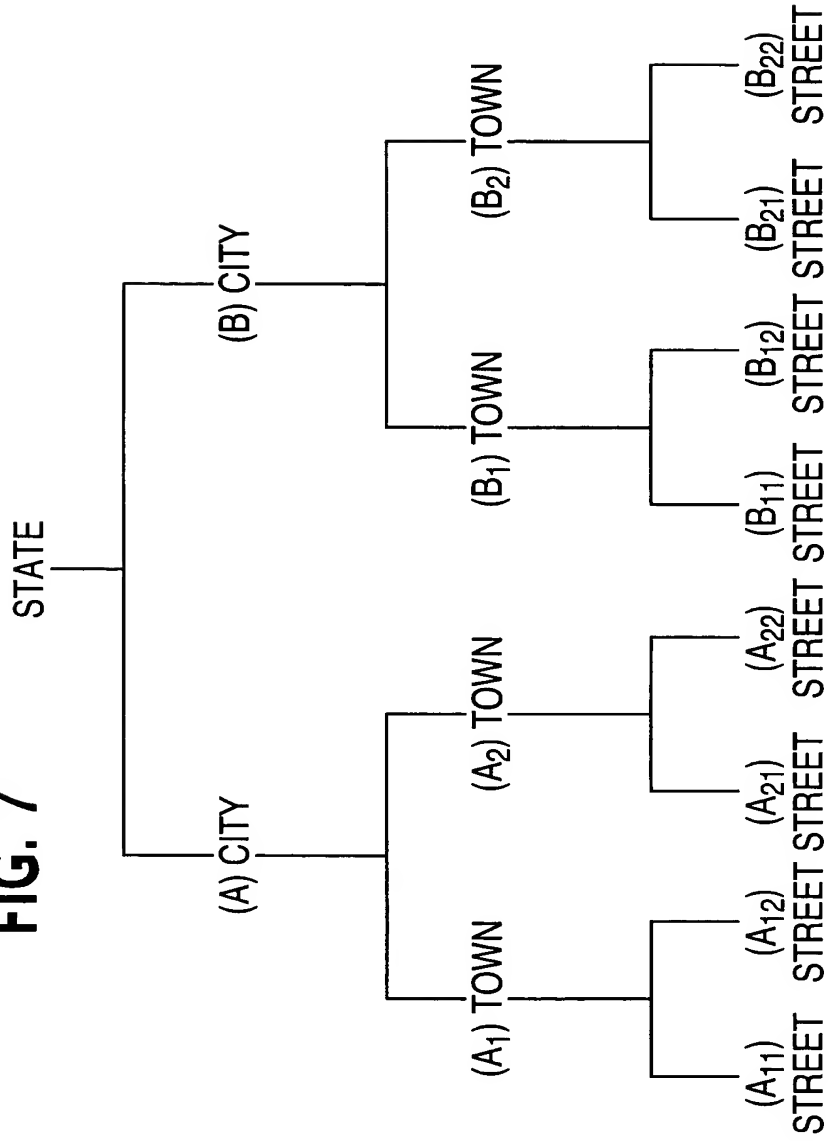 FIG. 7
STATE
(A) CITY
(B) CITY
(A1) TOWN
(A2) TOWN
(B1) TOWN
(B2) TOWN
(A11) STREET
(A12) STREET
(A21) STREET
(A22) STREET
(B11) STREET
(B12) STREET
(B21) STREET
(B22) STREET